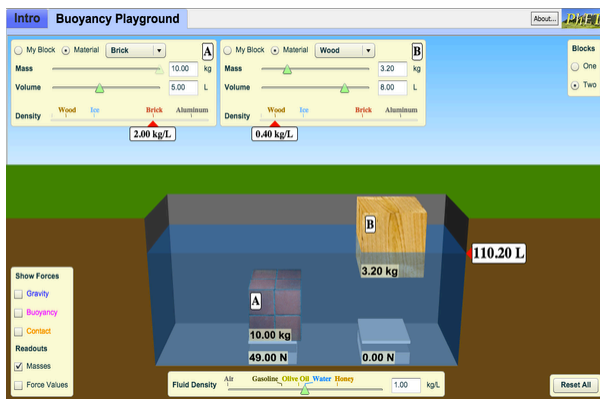 Intro Buoyancy Playground About... PhET
My Block Material Brick A
Mass 10.00 kg
Volume 5.00 L
Wood Ice Brick Aluminum
Density
2.00 kg/L
My Block Material Wood B
Mass 3.20 kg
Volume 8.00 L
Wood Ice Brick Aluminum
Density
0.40 kg/L
Blocks
One
Two
B
3.20 kg
110.20 L
A
10.00 kg
49.00 N
0.00 N
Show Forces
Gravity
Buoyancy
Contact
Readouts
Masses
Force Values
Air Gasoline Olive Oil Water Honey
Fluid Density 1.00 kg/L
Reset All